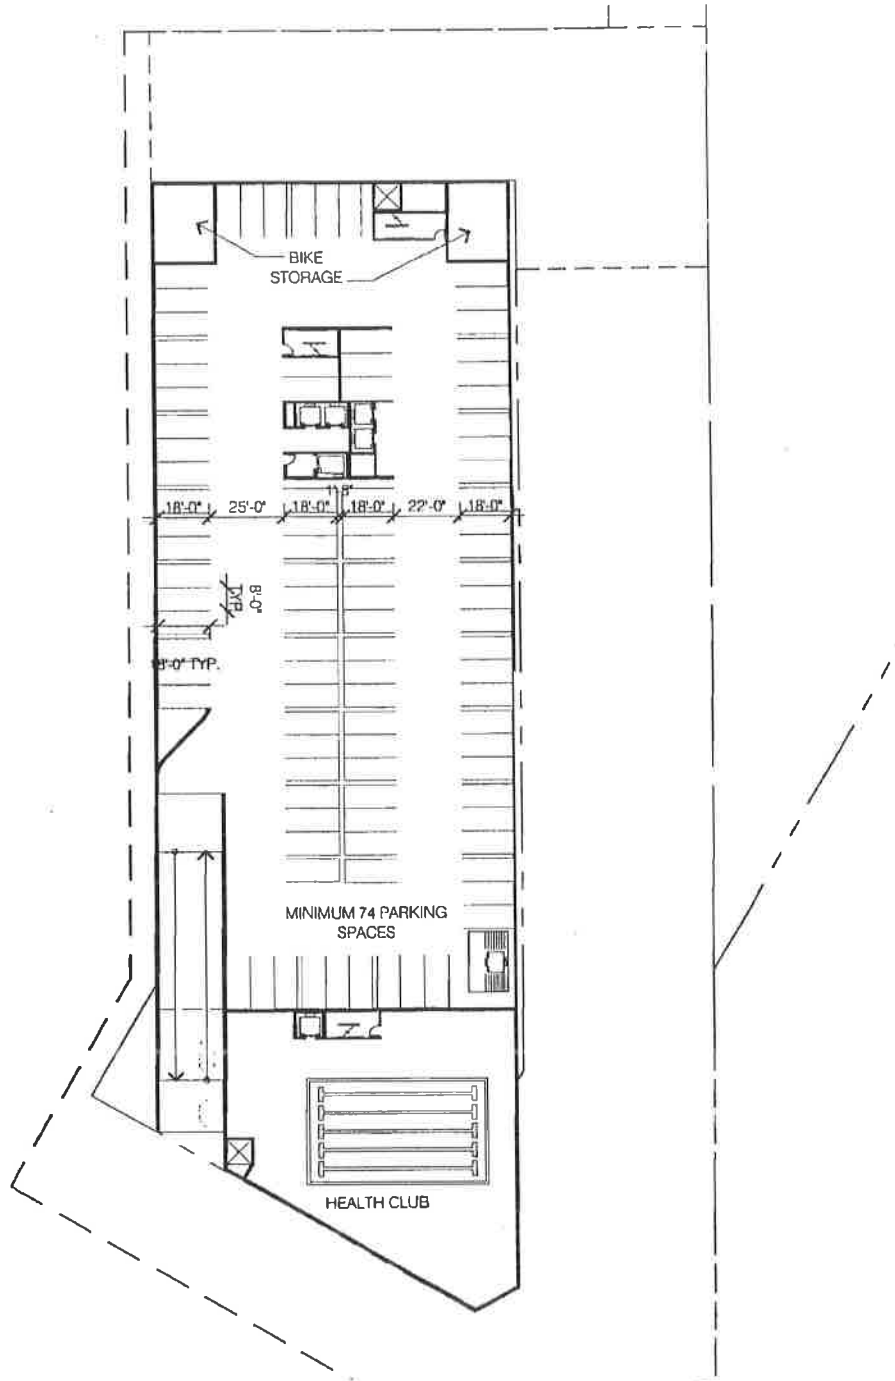 BIKE
STORAGE
18'-0" 25'-0" 18'-0" 18'-0" 22'-0" 18'-0"
8'-0"
TYP.
18'-0" TYP.
MINIMUM 74 PARKING
SPACES
HEALTH CLUB